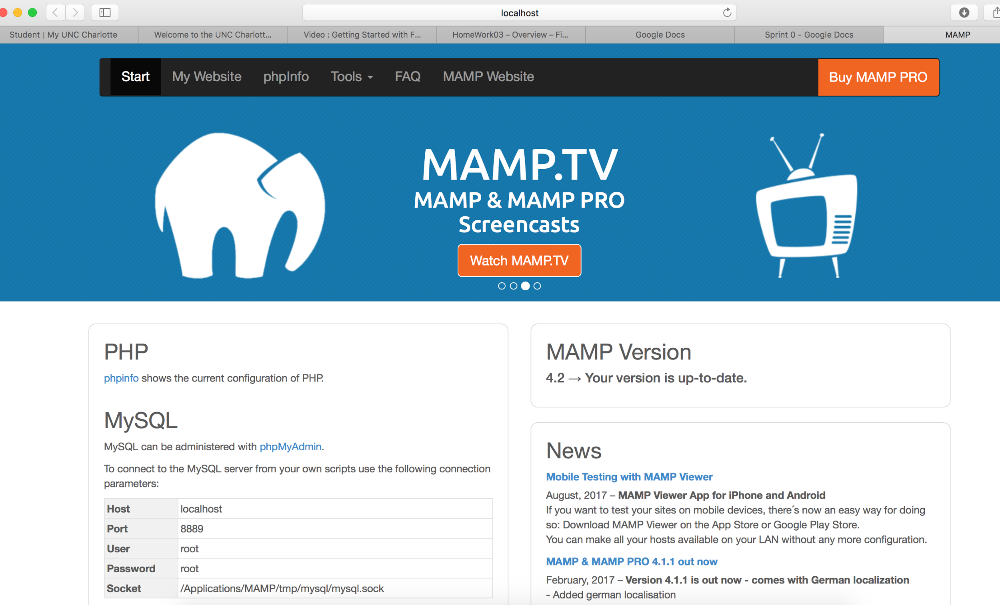 localhost
Student | My UNC Charlotte
Welcome to the UNC Charlott...
Video : Getting Started with F...
HomeWork03 – Overview – Fi...
Google Docs
Sprint 0 - Google Docs
MAMP
Start
My Website
phpInfo
Tools
FAQ
MAMP Website
Buy MAMP PRO
MAMP.TV
MAMP & MAMP PRO
Screencasts
Watch MAMP.TV
PHP
phpinfo shows the current configuration of PHP.
MySQL
MySQL can be administered with phpMyAdmin.
To connect to the MySQL server from your own scripts use the following connection
parameters:
Host localhost
Port 8889
User root
Password root
Socket /Applications/MAMP/tmp/mysql/mysql.sock
MAMP Version
4.2 → Your version is up-to-date.
News
Mobile Testing with MAMP Viewer
August, 2017 – MAMP Viewer App for iPhone and Android
If you want to test your sites on mobile devices, there´s now an easy way for doing
so: Download MAMP Viewer on the App Store or Google Play Store.
You can make all your hosts available on your LAN without any more configuration.
MAMP & MAMP PRO 4.1.1 out now
February, 2017 – Version 4.1.1 is out now - comes with German localization
- Added german localisation